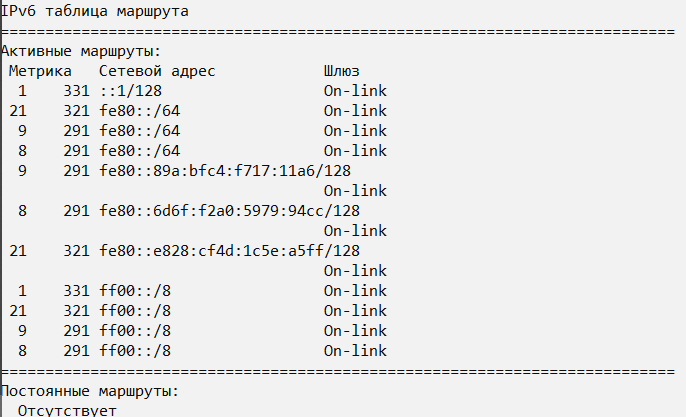 IPv6 таблица маршрута
===========================================================================
Активные маршруты:
 Метрика   Сетевой адрес            Шлюз
  1    331 ::1/128                  On-link
 21    321 fe80::/64                On-link
  9    291 fe80::/64                On-link
  8    291 fe80::/64                On-link
  9    291 fe80::89a:bfc4:f717:11a6/128
                                    On-link
  8    291 fe80::6d6f:f2a0:5979:94cc/128
                                    On-link
 21    321 fe80::e828:cf4d:1c5e:a5ff/128
                                    On-link
  1    331 ff00::/8                 On-link
 21    321 ff00::/8                 On-link
  9    291 ff00::/8                 On-link
  8    291 ff00::/8                 On-link
===========================================================================
Постоянные маршруты:
  Отсутствует